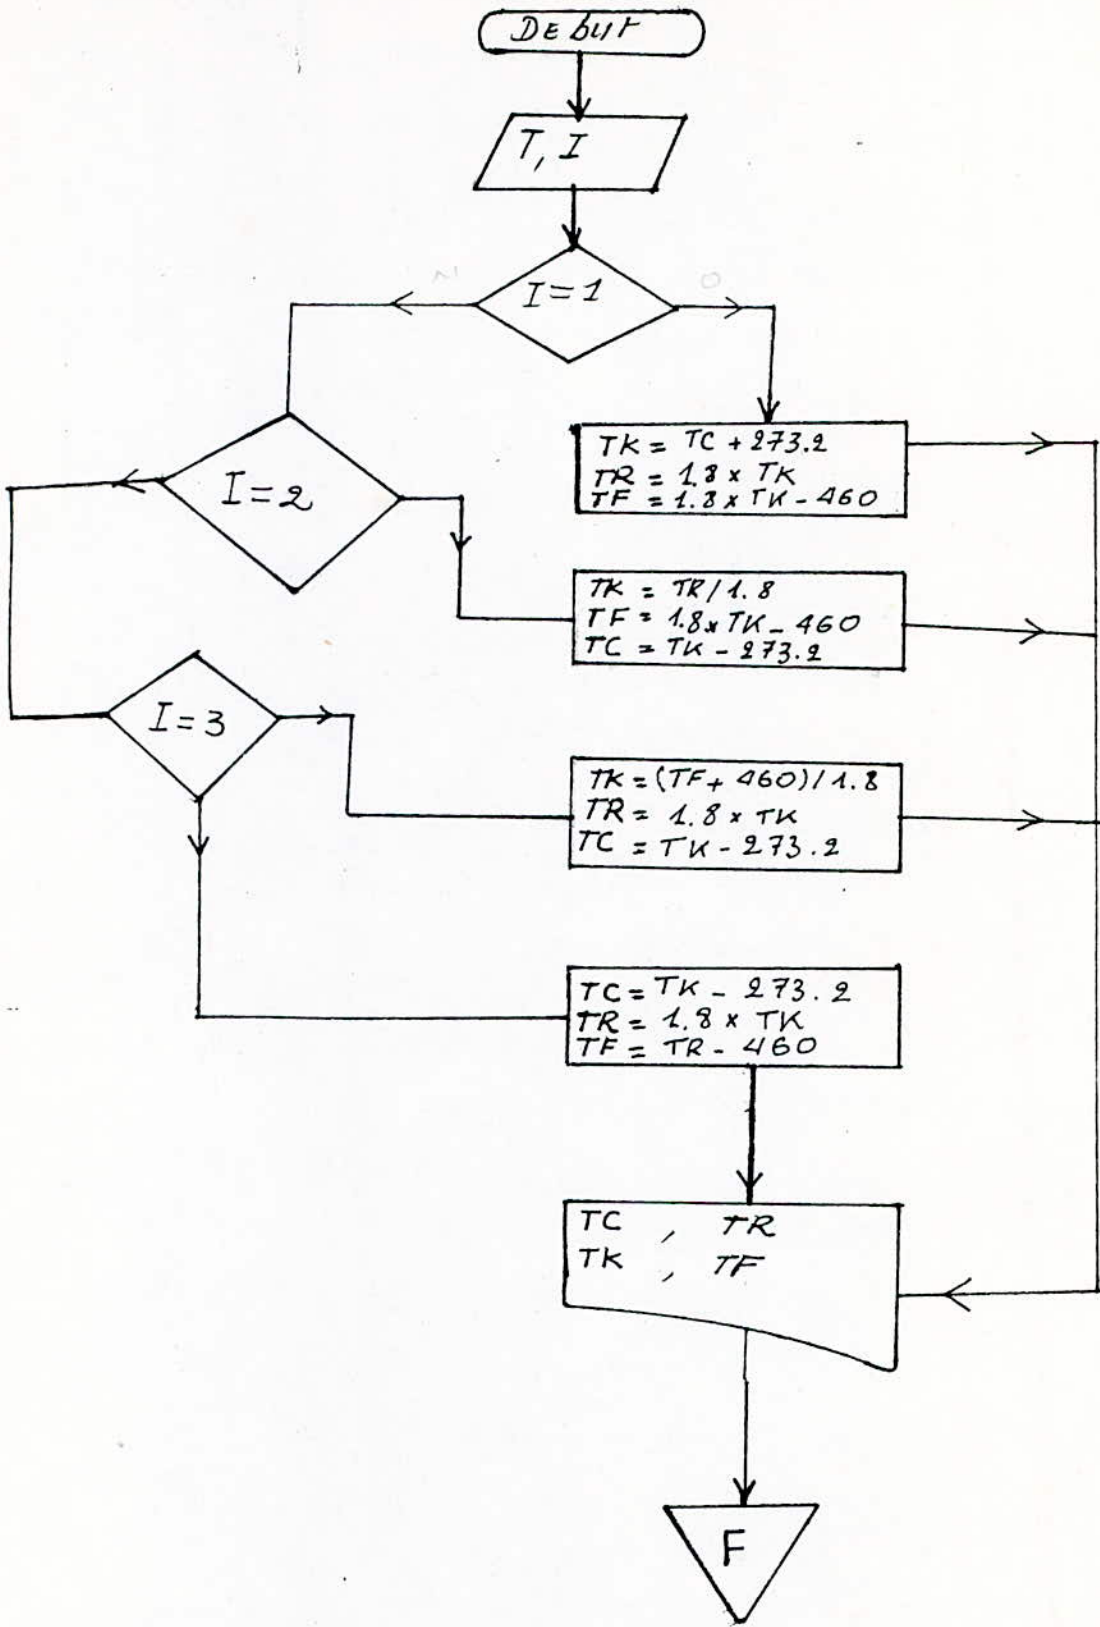 DEbut
T, I
I=1
N
O
TK = TC + 273.2
TR = 1.8 x TK
TF = 1.8 x TK - 460
I=2
TK = TR / 1.8
TF = 1.8 x TK - 460
TC = TK - 273.2
I=3
TK = (TF + 460) / 1.8
TR = 1.8 x TK
TC = TK - 273.2
TC = TK - 273.2
TR = 1.8 x TK
TF = TR - 460
TC , TR
TK , TF
F